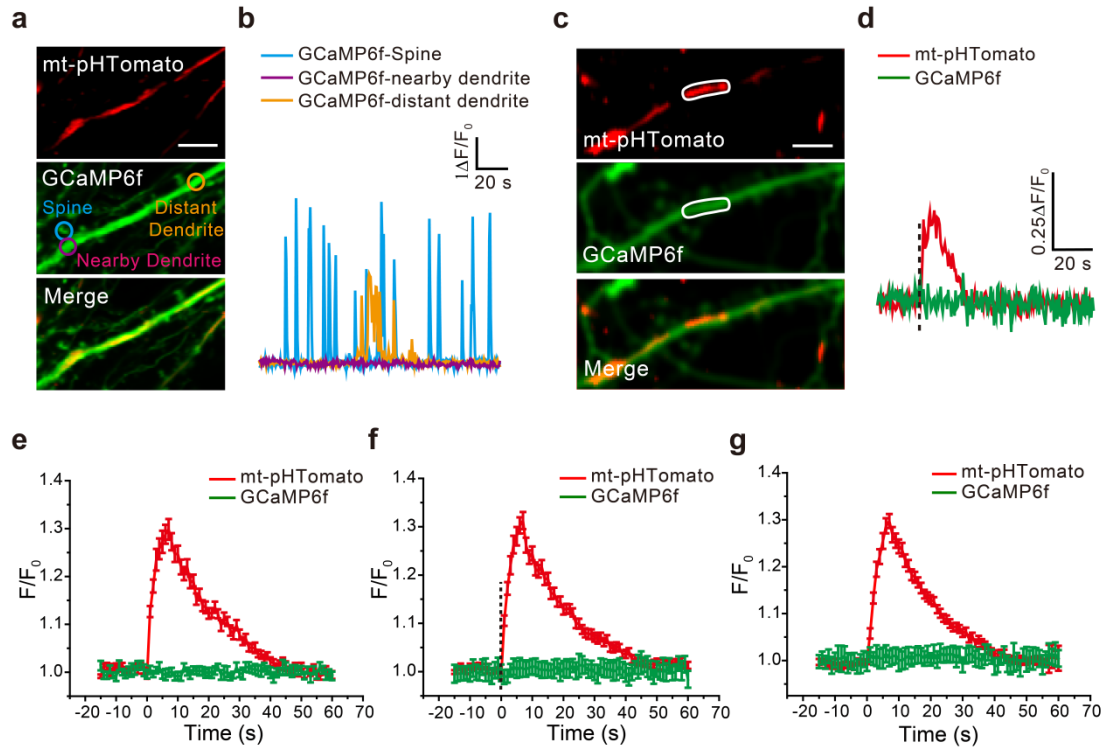 a
mt-pHTomato
GCaMP6f
Spine
Distant
Dendrite
Nearby Dendrite
Merge
b
GCaMP6f-Spine
GCaMP6f-nearby dendrite
GCaMP6f-distant dendrite
1ΔF/F₀
20 s
c
mt-pHTomato
GCaMP6f
Merge
d
mt-pHTomato
GCaMP6f
0.25ΔF/F₀
20 s
e
mt-pHTomato
GCaMP6f
F/F₀
1.4
1.3
1.2
1.1
1.0
-20 -10 0 10 20 30 40 50 60 70
Time (s)
f
mt-pHTomato
GCaMP6f
F/F₀
1.4
1.3
1.2
1.1
1.0
-20 -10 0 10 20 30 40 50 60 70
Time (s)
g
mt-pHTomato
GCaMP6f
F/F₀
1.4
1.3
1.2
1.1
1.0
-20 -10 0 10 20 30 40 50 60 70
Time (s)